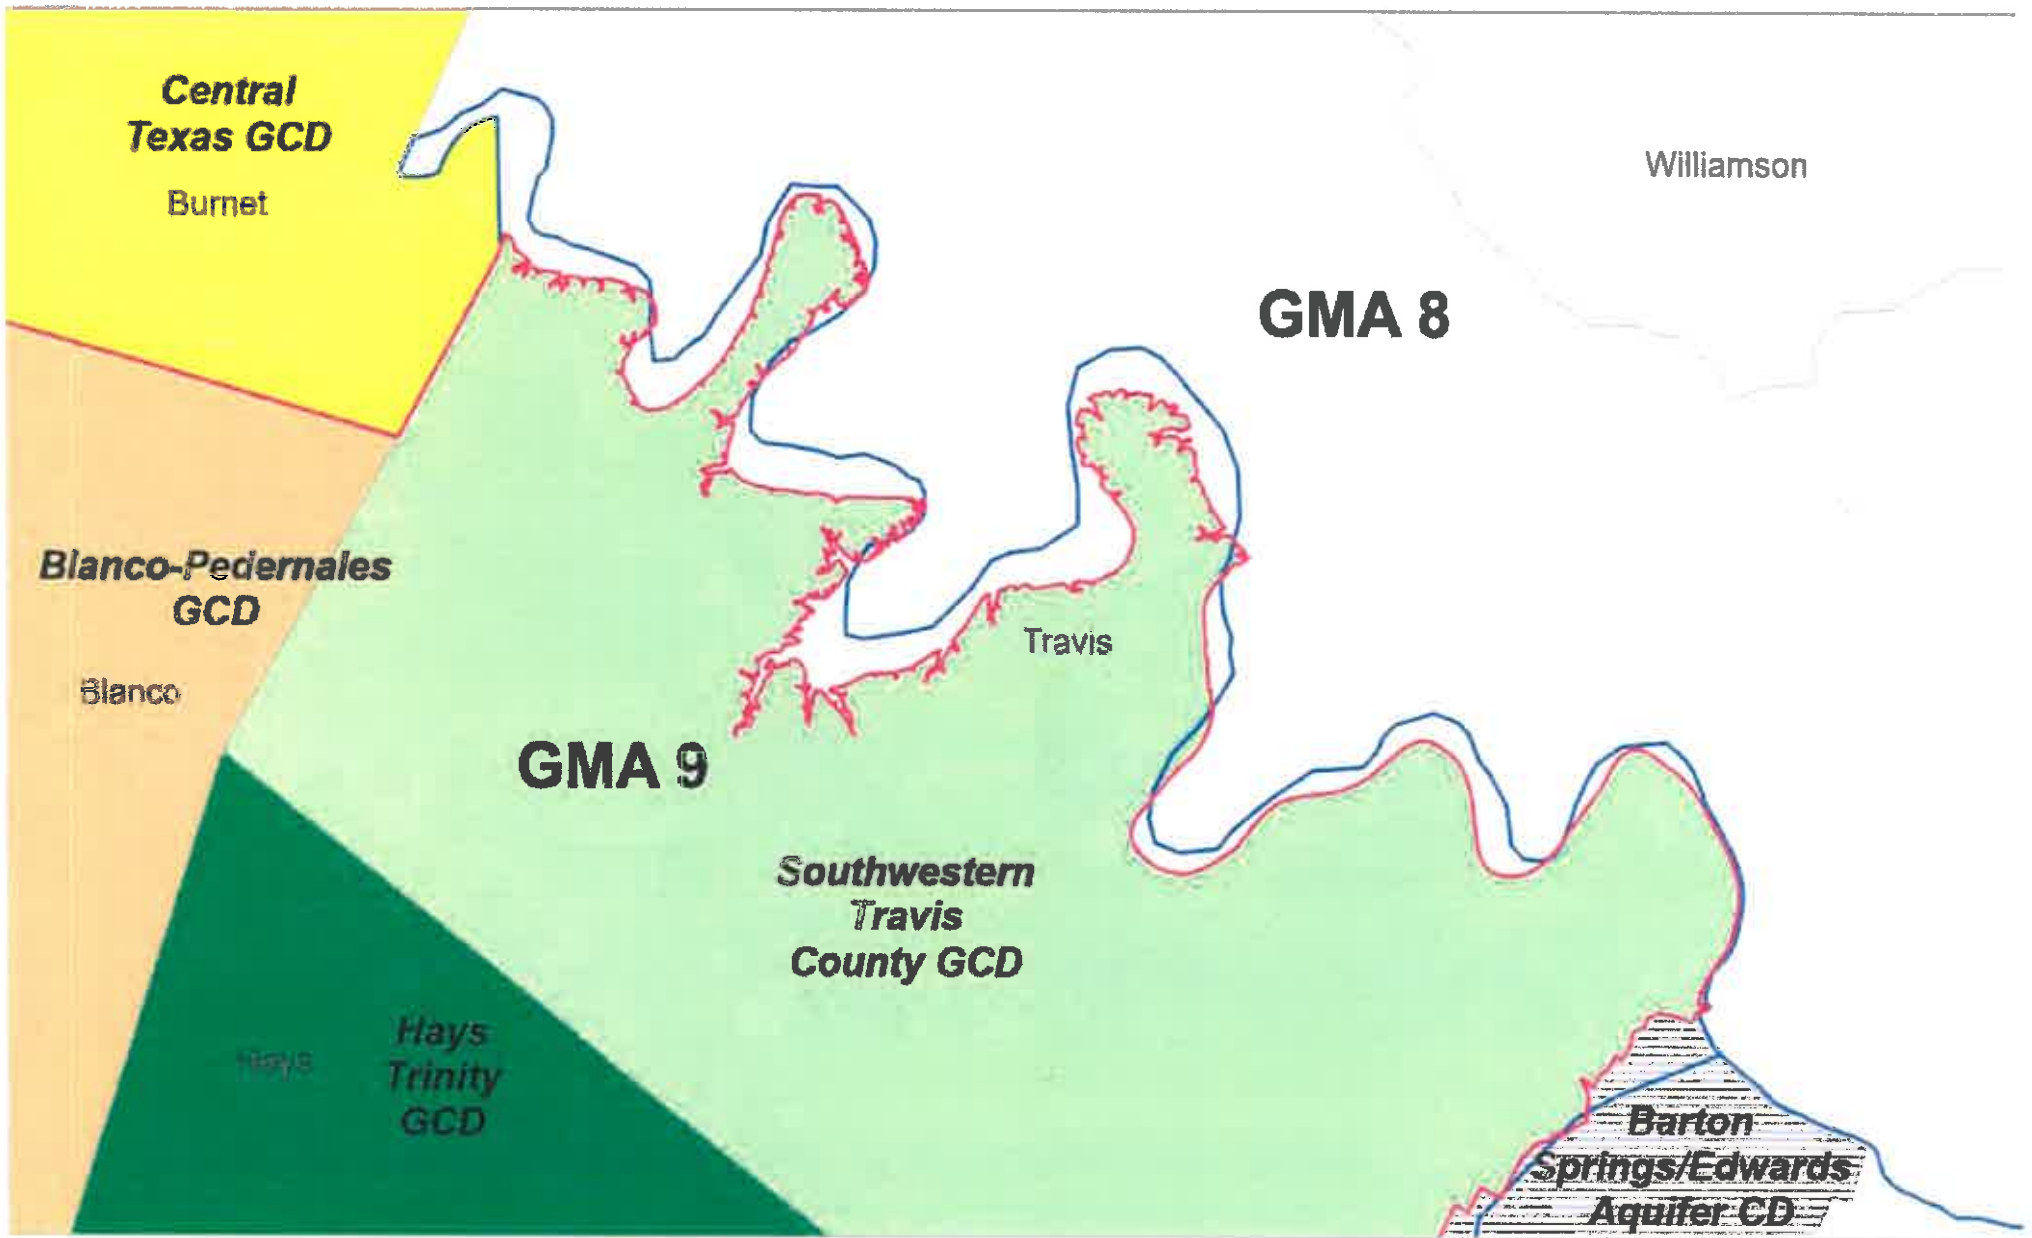 Central
Texas GCD
Burnet
Williamson
GMA 8
Blanco-Pedernales
GCD
Blanco
Travis
GMA 9
Southwestern
Travis
County GCD
Hays
Hays
Trinity
GCD
Barton
Springs/Edwards
Aquifer CD